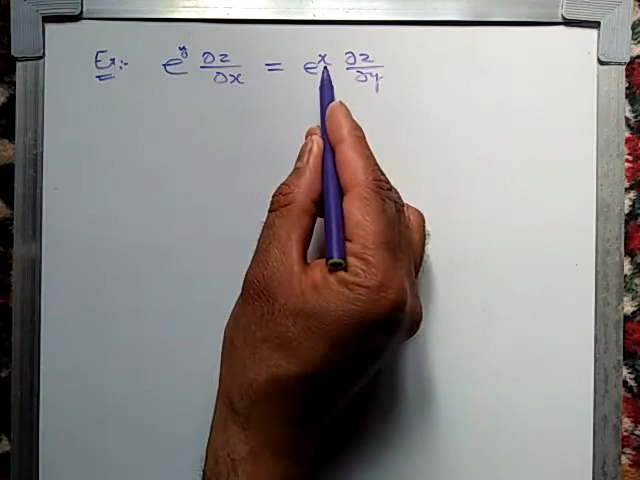 Ex:- e^y ∂z/∂x = e^x ∂z/∂y